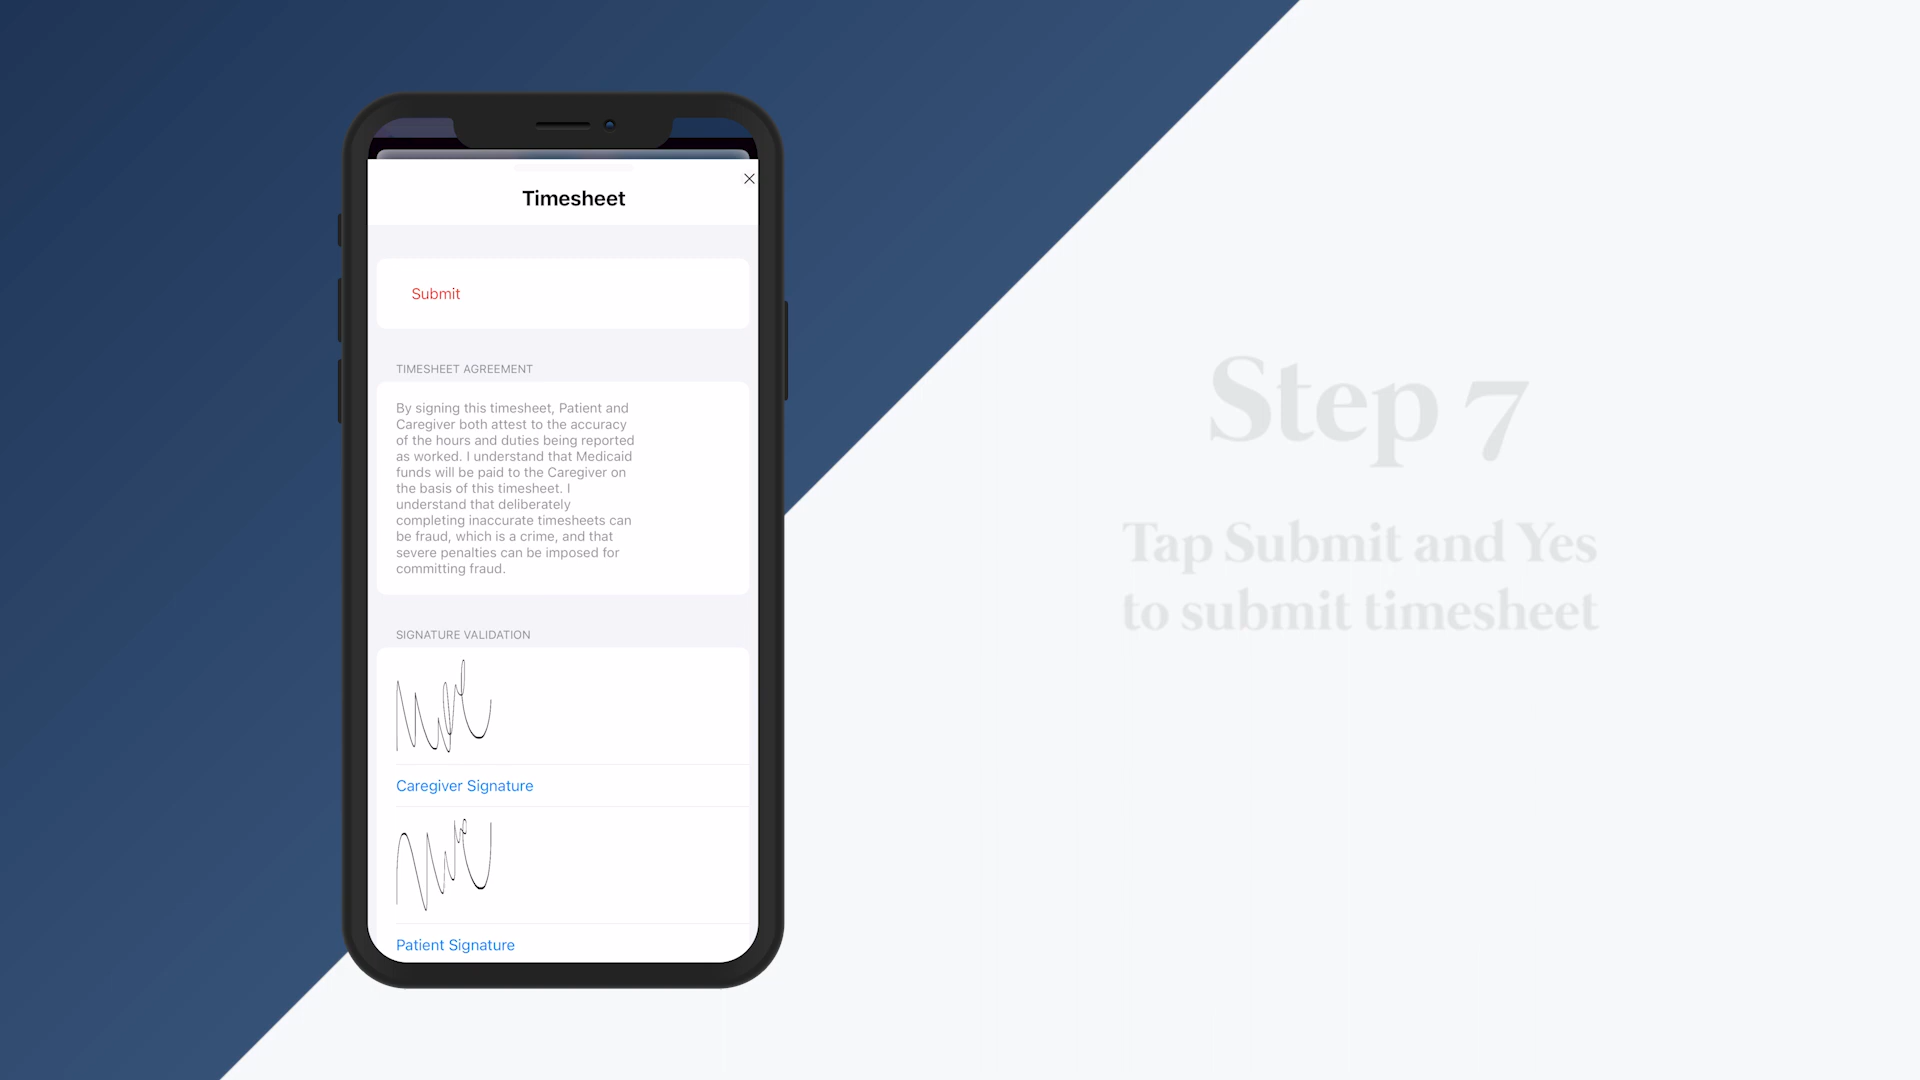 Timesheet
Submit
TIMESHEET AGREEMENT
By signing this timesheet, Patient and
Caregiver both attest to the accuracy
of the hours and duties being reported
as worked. I understand that Medicaid
funds will be paid to the Caregiver on
the basis of this timesheet. I
understand that deliberately
completing inaccurate timesheets can
be fraud, which is a crime, and that
severe penalties can be imposed for
committing fraud.
SIGNATURE VALIDATION
Caregiver Signature
Patient Signature
Step 7
Tap Submit and Yes
to submit timesheet